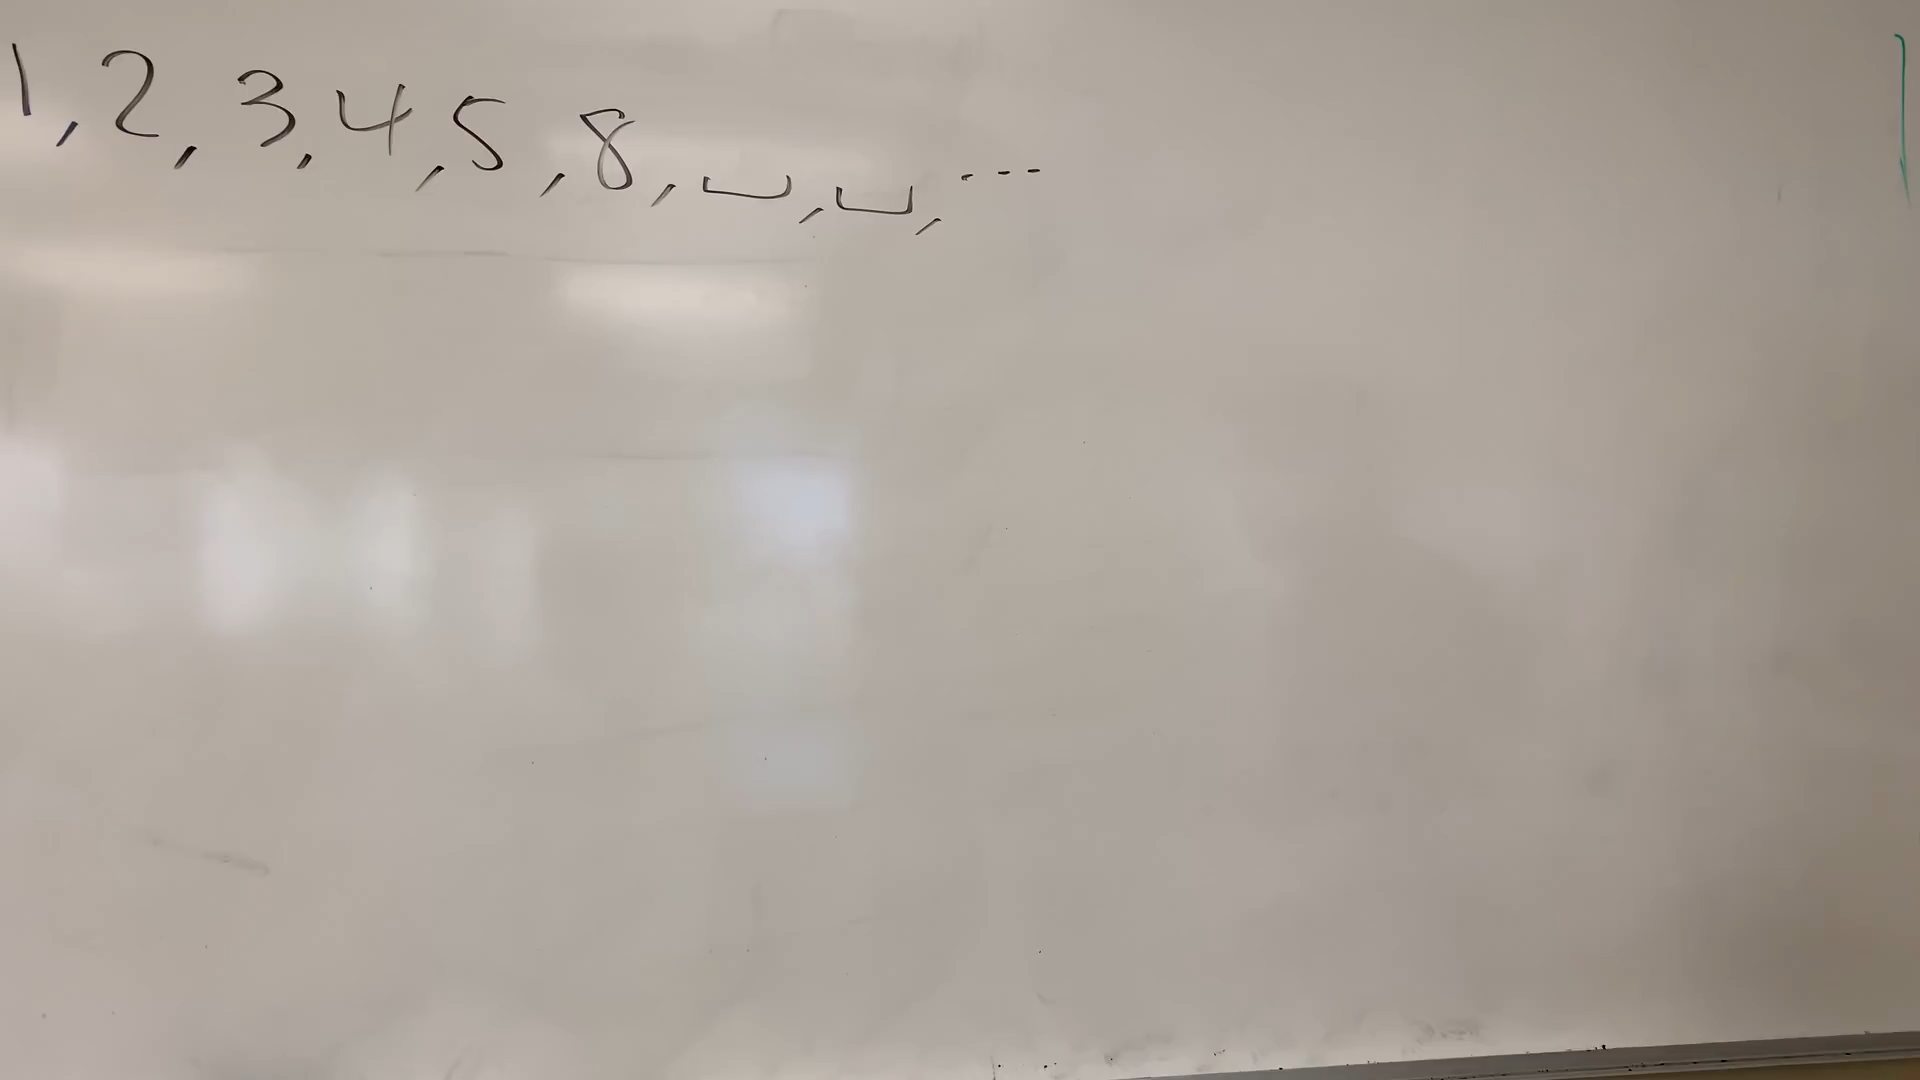 1, 2, 3, 4, 5, 8, ⌴, ⌴, ...